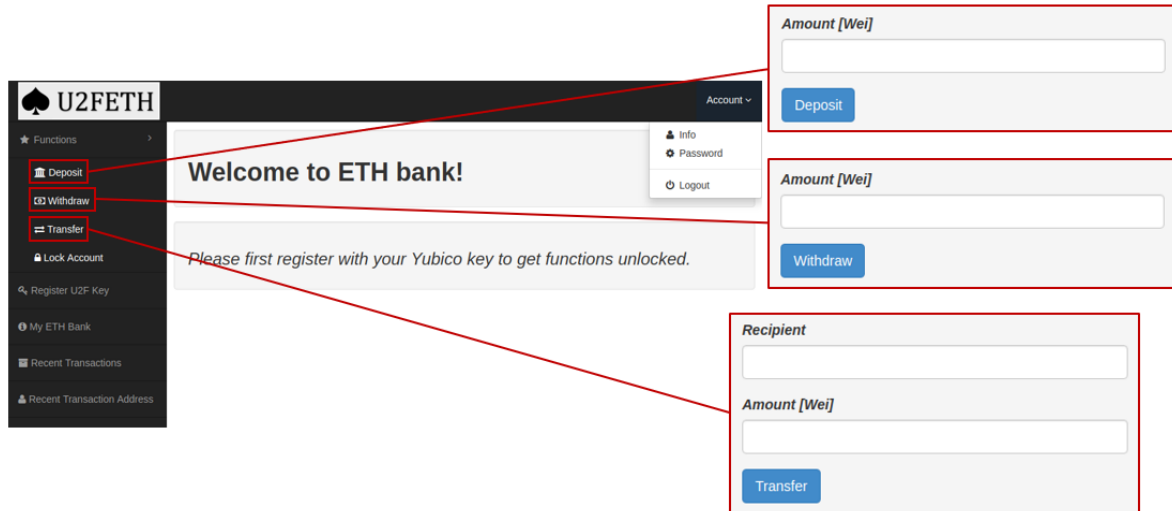 U2FETH
Account
Functions
Deposit
Withdraw
Transfer
Lock Account
Register U2F Key
My ETH Bank
Recent Transactions
Recent Transaction Address
Welcome to ETH bank!
Please first register with your Yubico key to get functions unlocked.
Info
Password
Logout
Amount [Wei]
Deposit
Amount [Wei]
Withdraw
Recipient
Amount [Wei]
Transfer